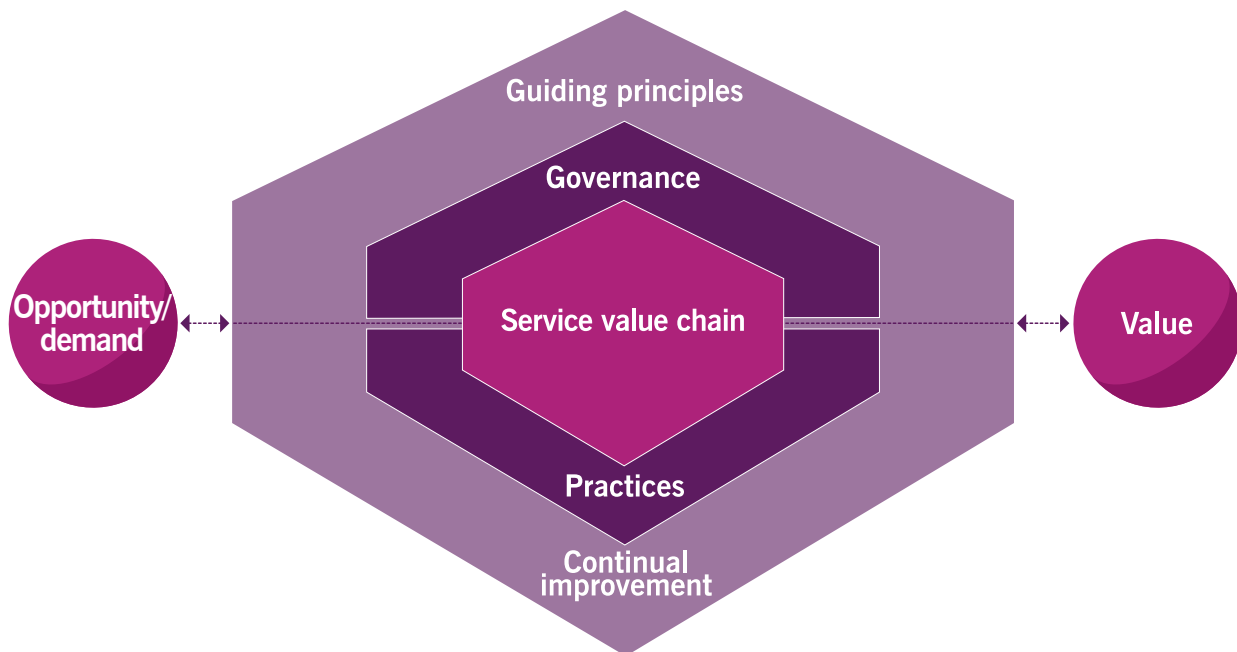 Guiding principles
Governance
Opportunity/
demand
Service value chain
Value
Practices
Continual
improvement